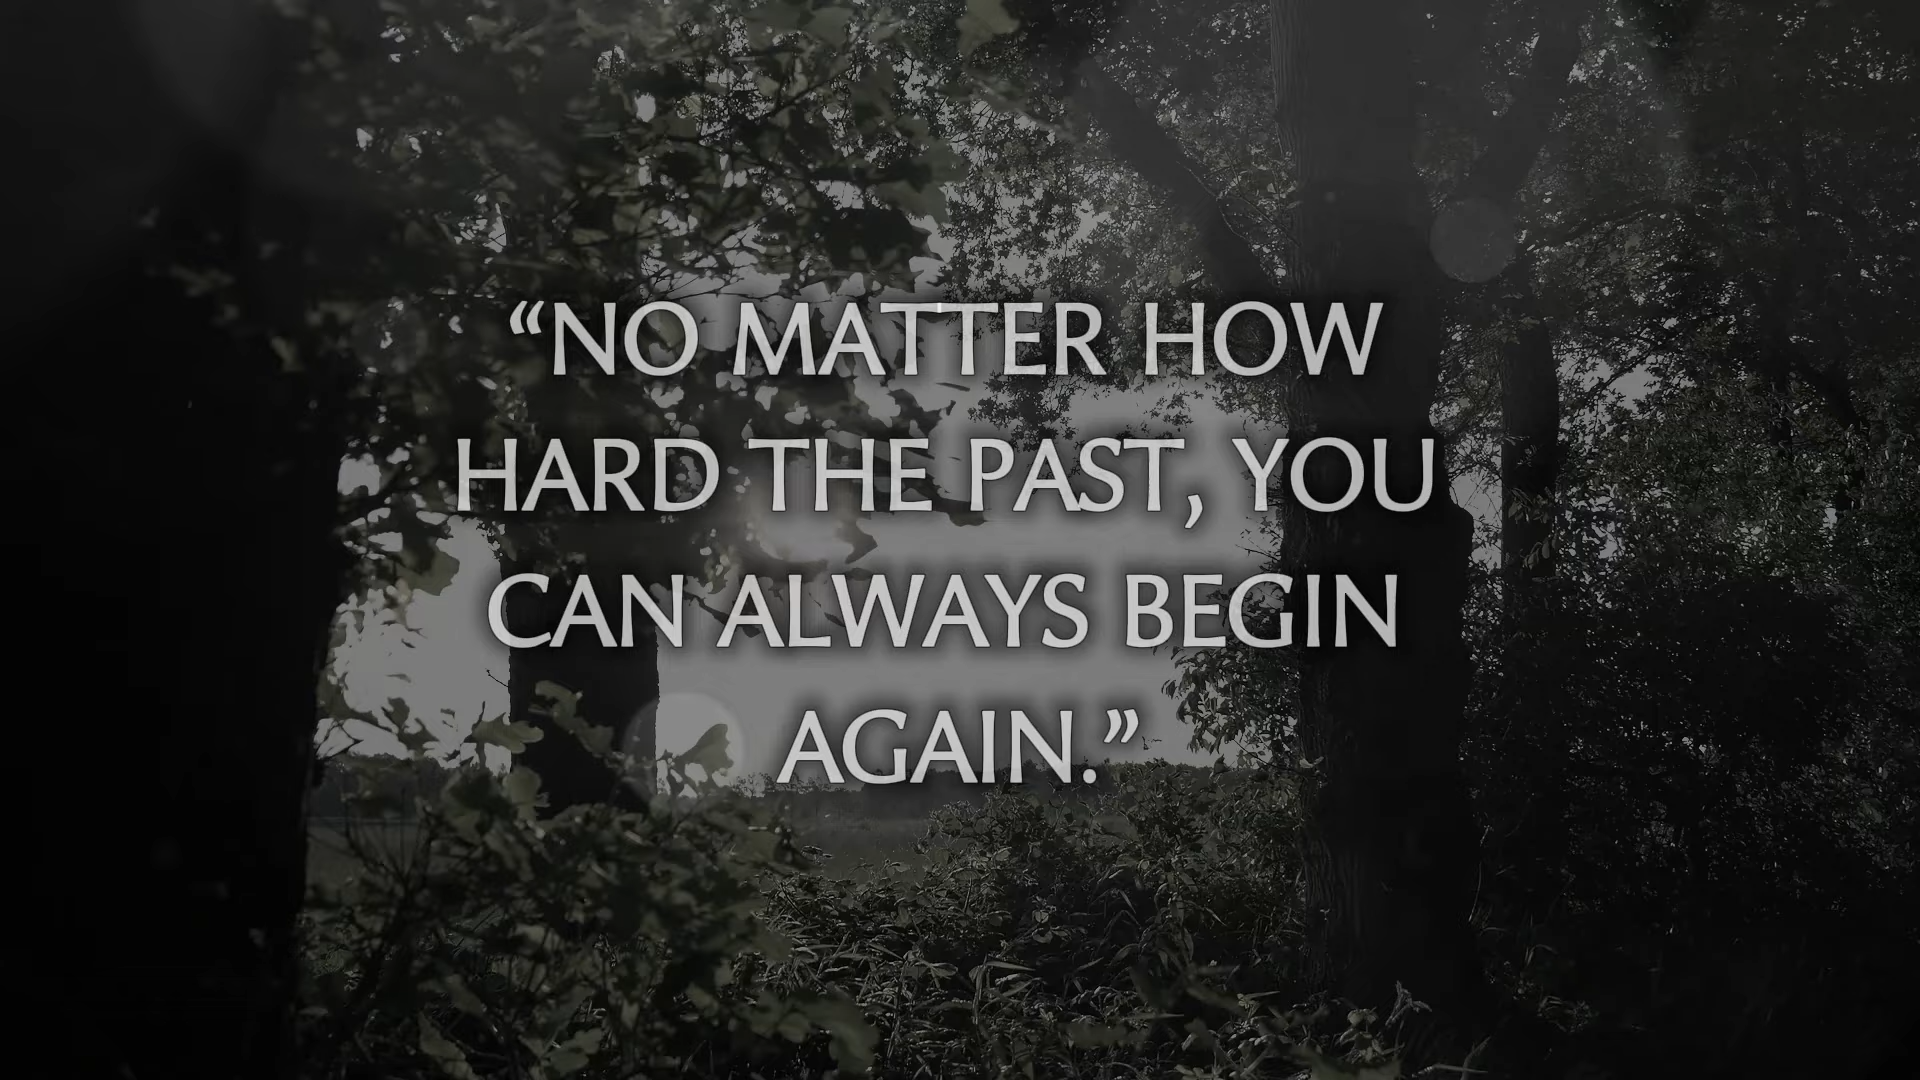 “NO MATTER HOW
HARD THE PAST, YOU
CAN ALWAYS BEGIN
AGAIN.”